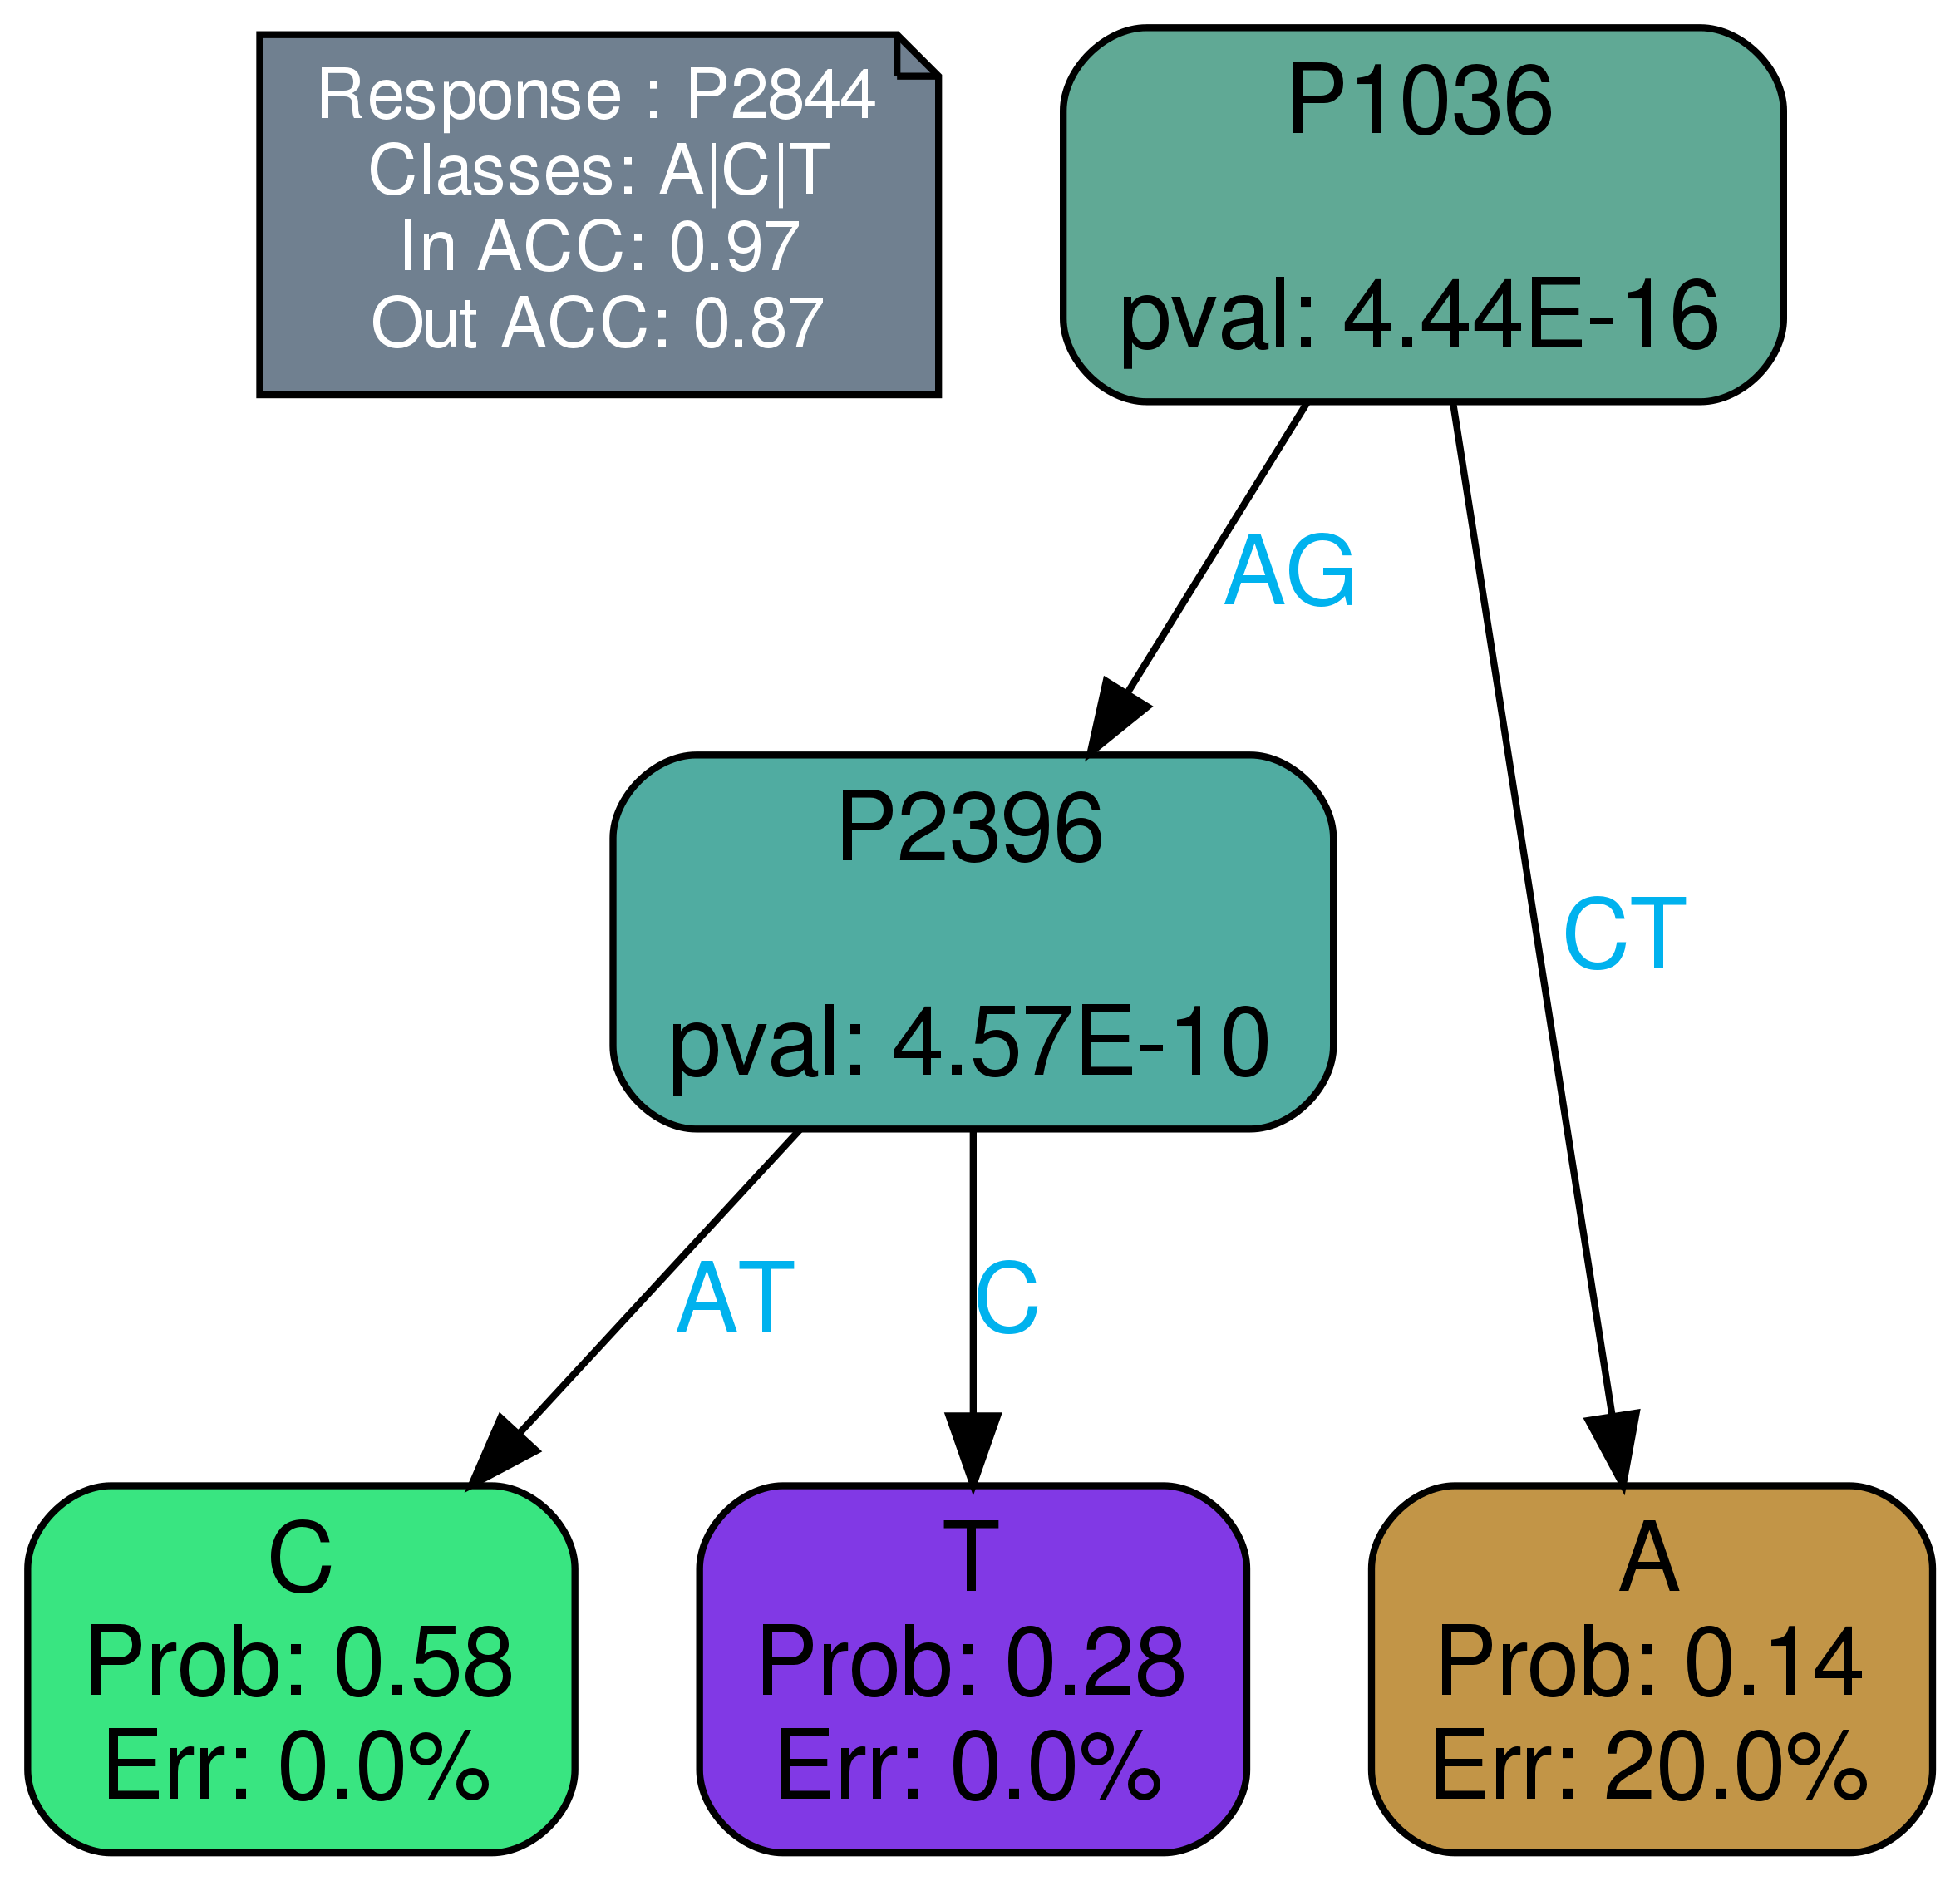 Response : P2844
Classes: A|C|T
In ACC: 0.97
Out ACC: 0.87
P1036
pval: 4.44E-16
AG
CT
P2396
pval: 4.57E-10
AT
C
C
Prob: 0.58
Err: 0.0%
T
Prob: 0.28
Err: 0.0%
A
Prob: 0.14
Err: 20.0%